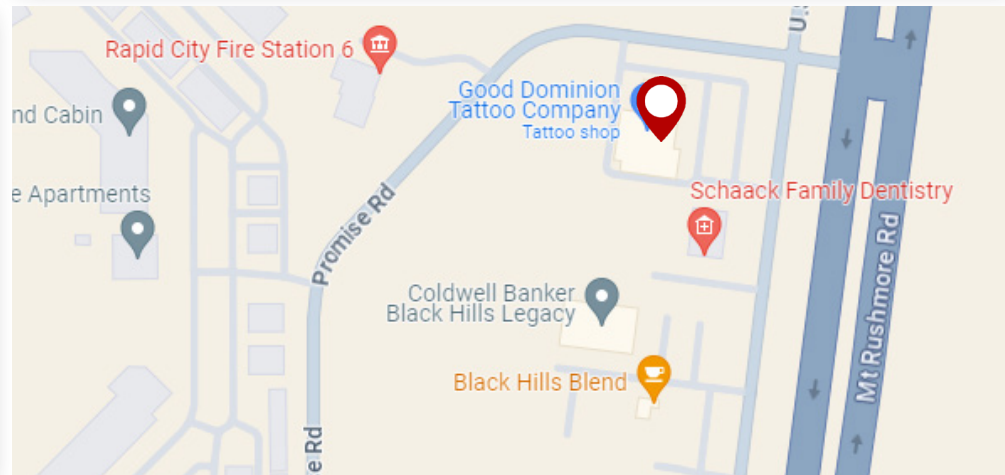 U.S
Rapid City Fire Station 6
Good Dominion
Tattoo Company
Tattoo shop
nd Cabin
e Apartments
Schaack Family Dentistry
Promise Rd
Coldwell Banker
Black Hills Legacy
Mt Rushmore Rd
Black Hills Blend
e Rd